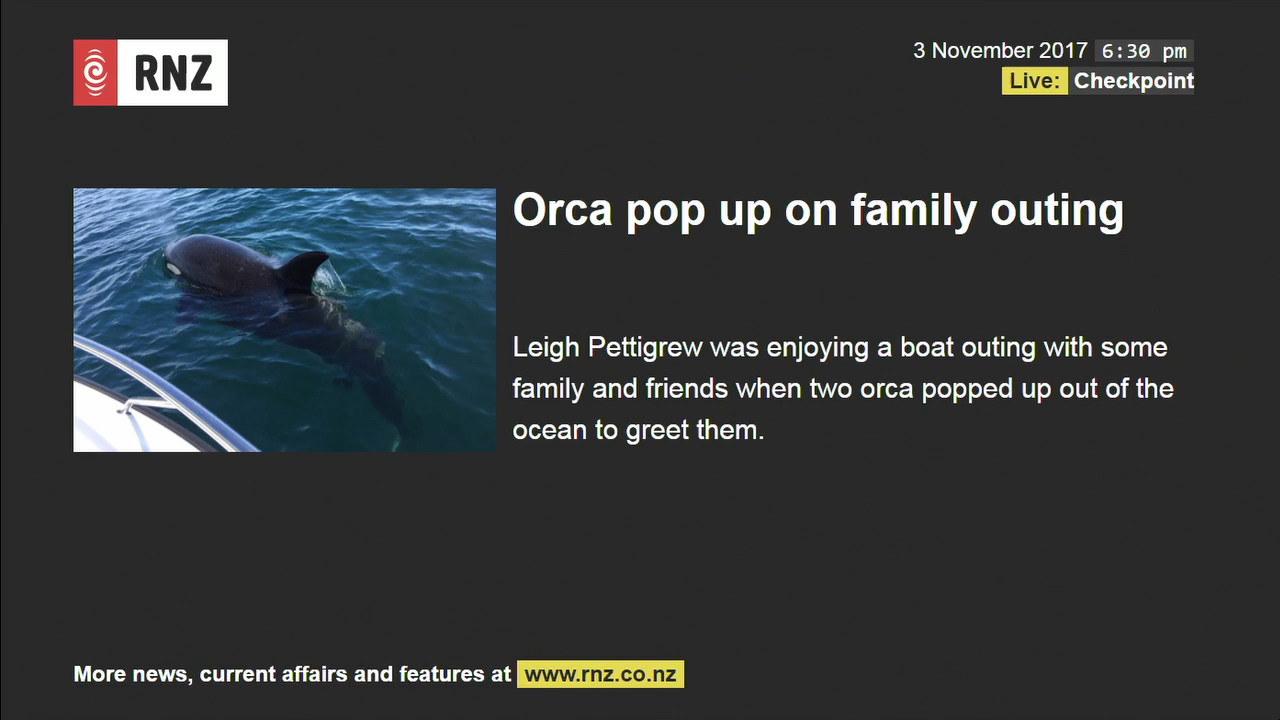 RNZ
3 November 2017 6:30 pm
Live: Checkpoint
Orca pop up on family outing
Leigh Pettigrew was enjoying a boat outing with some
family and friends when two orca popped up out of the
ocean to greet them.
More news, current affairs and features at www.rnz.co.nz